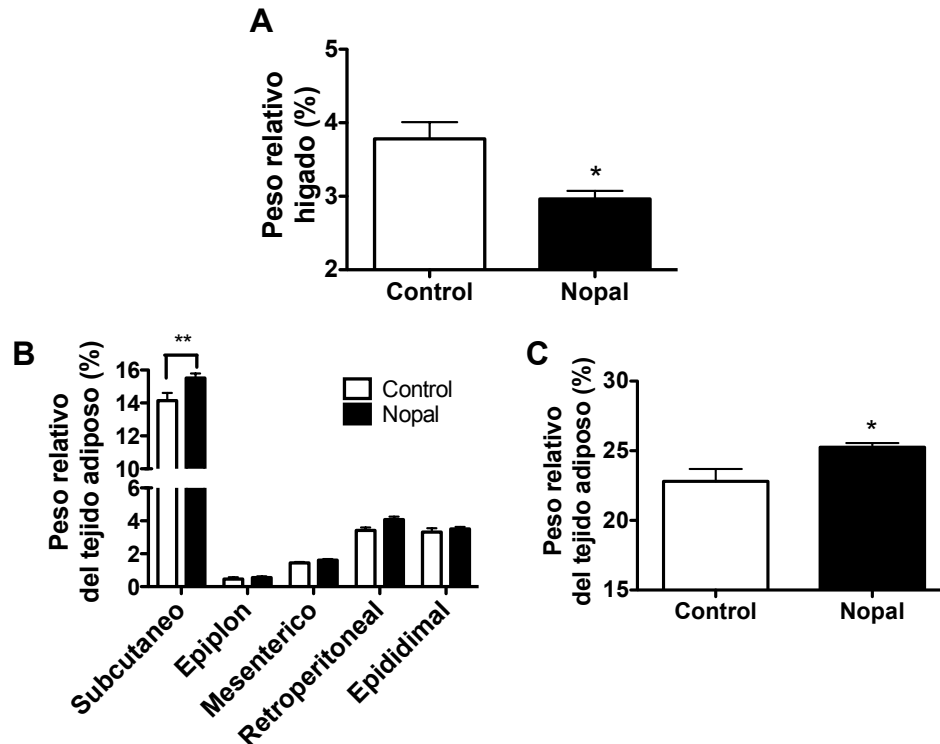 A
Peso relativo
higado (%)
5
4
3
2
*
Control
Nopal
B
Peso relativo
del tejido adiposo (%)
16
14
12
10
6
4
2
0
**
Control
Nopal
Subcutaneo
Epiplon
Mesenterico
Retroperitoneal
Epididimal
C
Peso relativo
del tejido adiposo (%)
30
25
20
15
*
Control
Nopal